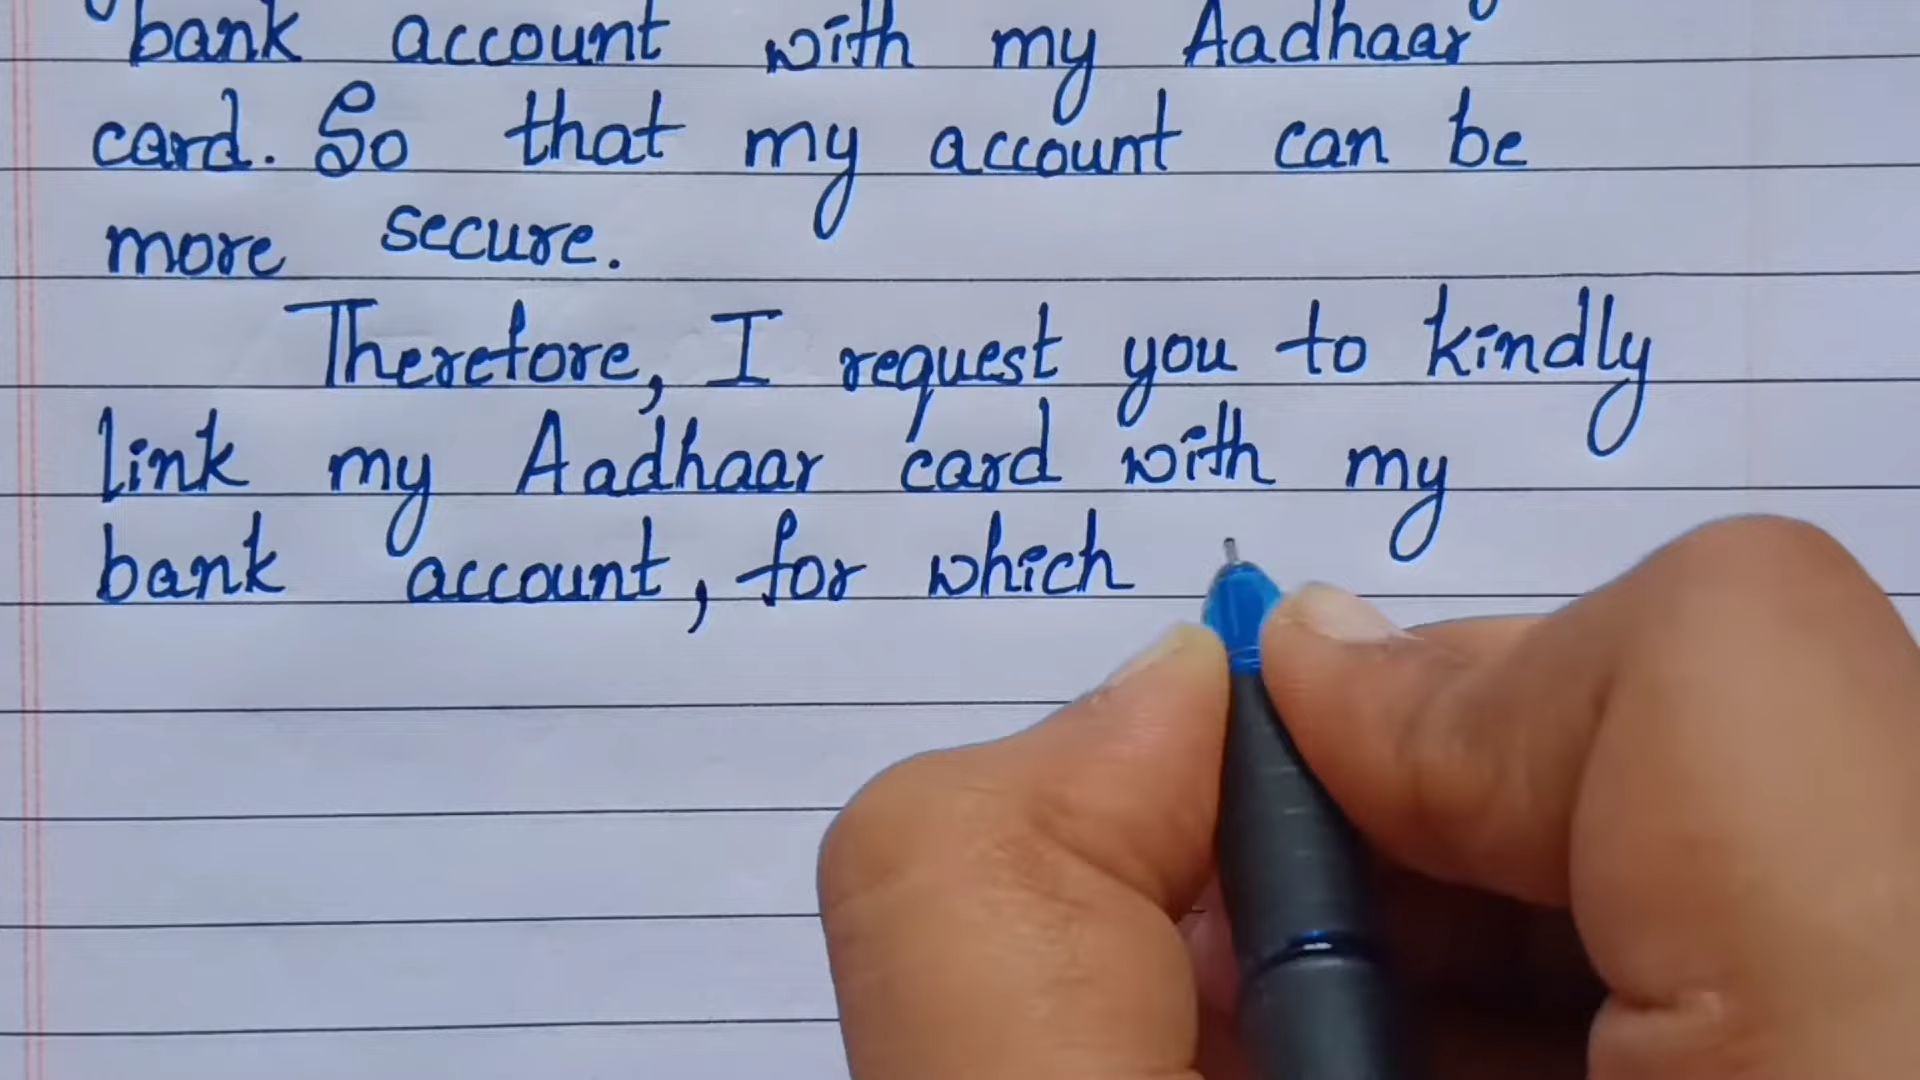 bank account with my Aadhaar
card. So that my account can be
more secure.
Therefore, I request you to kindly
link my Aadhaar card with my
bank account, for which